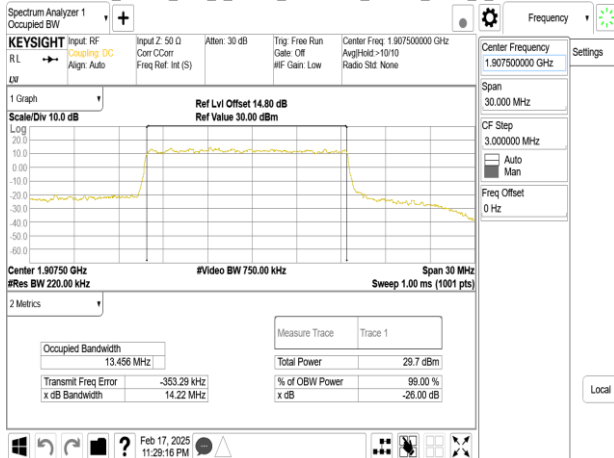 Spectrum Analyzer 1
Occupied BW
+
Frequency
KEYSIGHT Input: RF Input Z: 50 Ω Atten: 30 dB Trig: Free Run Center Freq: 1.907500000 GHz
RL Coupling: DC Corr CCorr Gate: Off Avg|Hold:>10/10
Align: Auto Freq Ref: Int (S) #IF Gain: Low Radio Std: None
LXI
Center Frequency
1.907500000 GHz
Settings
Span
30.000 MHz
CF Step
3.000000 MHz
Auto
Man
Freq Offset
0 Hz
Local
1 Graph
Ref Lvl Offset 14.80 dB
Scale/Div 10.0 dB Ref Value 30.00 dBm
Log
20.0
10.0
0.00
-10.0
-20.0
-30.0
-40.0
-50.0
-60.0
Center 1.90750 GHz #Video BW 750.00 kHz Span 30 MHz
#Res BW 220.00 kHz Sweep 1.00 ms (1001 pts)
2 Metrics
Measure Trace Trace 1
Occupied Bandwidth
13.456 MHz Total Power 29.7 dBm
Transmit Freq Error -353.29 kHz % of OBW Power 99.00 %
x dB Bandwidth 14.22 MHz x dB -26.00 dB
? Feb 17, 2025
11:29:16 PM